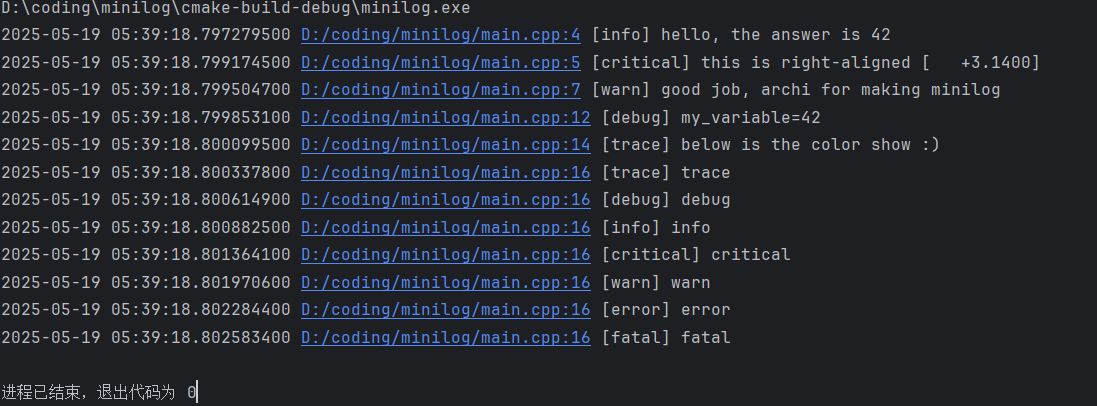 D:\coding\minilog\cmake-build-debug\minilog.exe
2025-05-19 05:39:18.797279500 D:/coding/minilog/main.cpp:4 [info] hello, the answer is 42
2025-05-19 05:39:18.799174500 D:/coding/minilog/main.cpp:5 [critical] this is right-aligned [   +3.1400]
2025-05-19 05:39:18.799504700 D:/coding/minilog/main.cpp:7 [warn] good job, archi for making minilog
2025-05-19 05:39:18.799853100 D:/coding/minilog/main.cpp:12 [debug] my_variable=42
2025-05-19 05:39:18.800099500 D:/coding/minilog/main.cpp:14 [trace] below is the color show :)
2025-05-19 05:39:18.800337800 D:/coding/minilog/main.cpp:16 [trace] trace
2025-05-19 05:39:18.800614900 D:/coding/minilog/main.cpp:16 [debug] debug
2025-05-19 05:39:18.800882500 D:/coding/minilog/main.cpp:16 [info] info
2025-05-19 05:39:18.801364100 D:/coding/minilog/main.cpp:16 [critical] critical
2025-05-19 05:39:18.801970600 D:/coding/minilog/main.cpp:16 [warn] warn
2025-05-19 05:39:18.802284400 D:/coding/minilog/main.cpp:16 [error] error
2025-05-19 05:39:18.802583400 D:/coding/minilog/main.cpp:16 [fatal] fatal
进程已结束，退出代码为 0